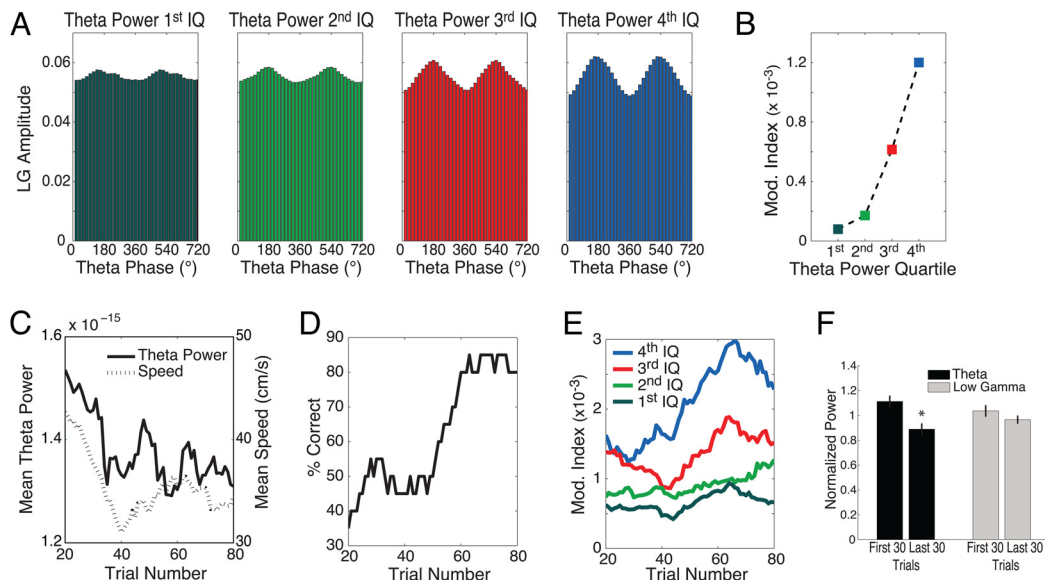 A
Theta Power 1st IQ
Theta Power 2nd IQ
Theta Power 3rd IQ
Theta Power 4th IQ
LG Amplitude
0.06
0.04
0.02
0
0 180 360 540 720
0 180 360 540 720
0 180 360 540 720
0 180 360 540 720
Theta Phase (°)
Theta Phase (°)
Theta Phase (°)
Theta Phase (°)
B
Mod. Index (x 10-3)
1.2
0.8
0.4
0
1st 2nd 3rd 4th
Theta Power Quartile
C
x 10−15
Mean Theta Power
1.6
1.4
1.2
Theta Power
Speed
50
40
30
Mean Speed (cm/s)
20 40 60 80
Trial Number
D
% Correct
90
85
80
75
70
65
60
55
50
45
40
35
20 40 60 80
Trial Number
E
Mod. Index (x10-3)
3
2
1
0
4th IQ
3rd IQ
2nd IQ
1st IQ
20 40 60 80
Trial Number
F
Theta
Low Gamma
Normalized Power
1.4
1.2
1
0.8
0.6
0.4
0.2
0
*
First 30 Last 30
Trials
First 30 Last 30
Trials